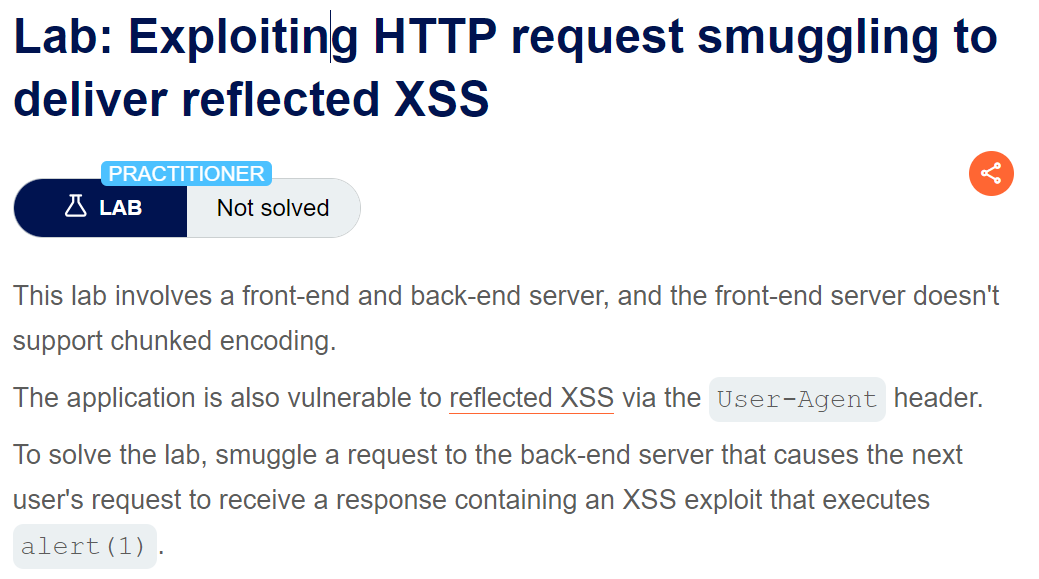 Lab: Exploiting HTTP request smuggling to
deliver reflected XSS
PRACTITIONER
LAB Not solved
This lab involves a front-end and back-end server, and the front-end server doesn't
support chunked encoding.
The application is also vulnerable to reflected XSS via the User-Agent header.
To solve the lab, smuggle a request to the back-end server that causes the next
user's request to receive a response containing an XSS exploit that executes
alert(1).